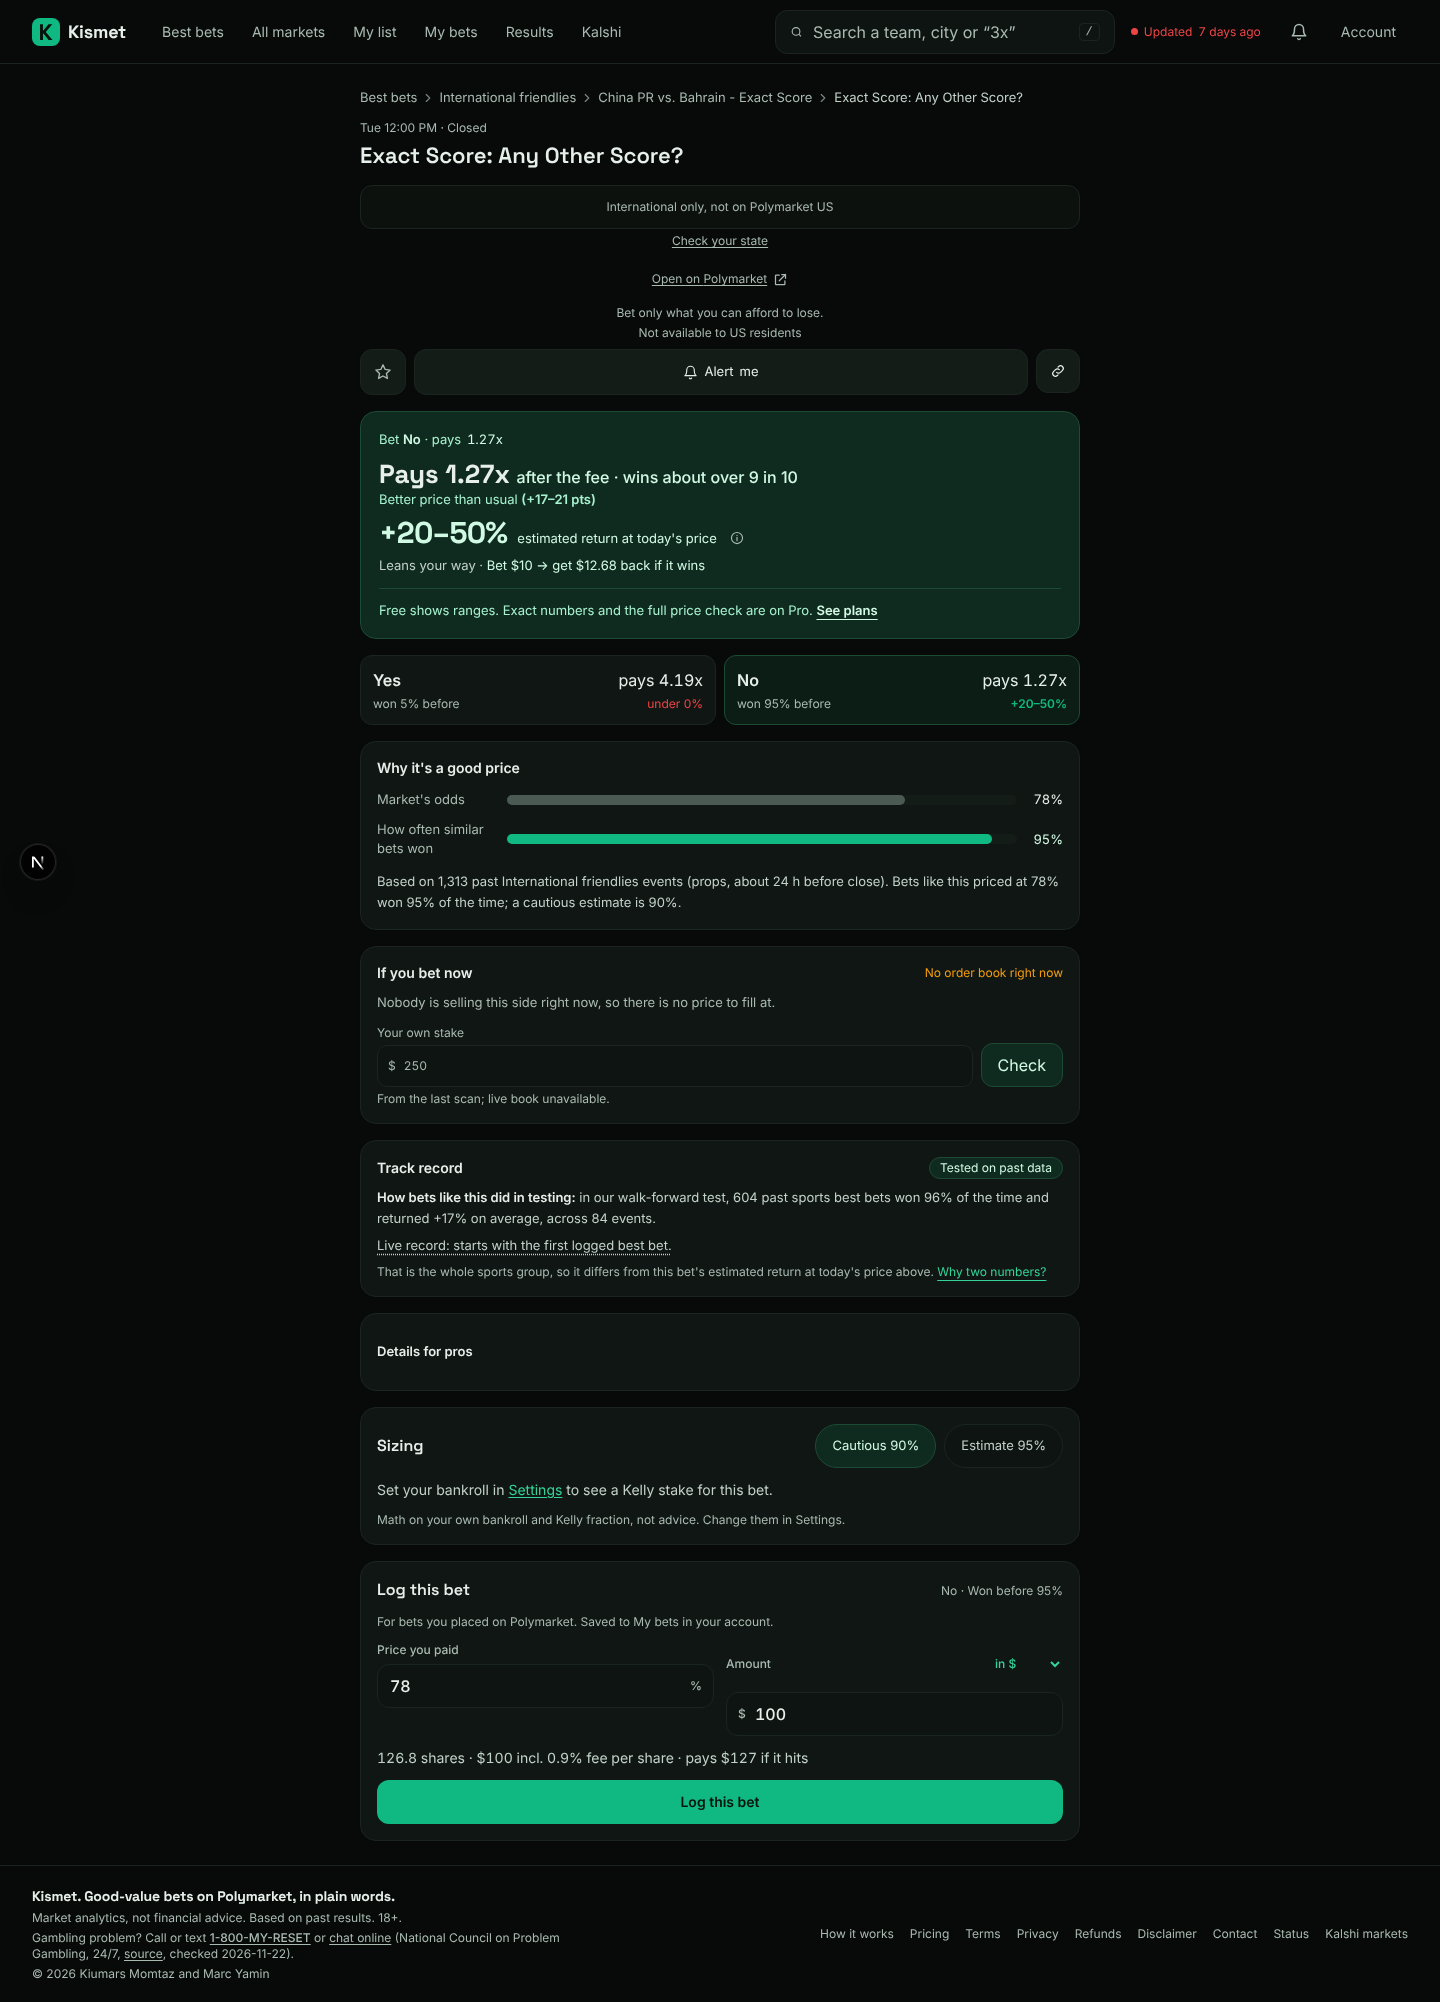 Kismet
Best bets
All markets
My list
My bets
Results
Kalshi
Search a team, city or “3x”
/
Updated 7 days ago
Account
Best bets > International friendlies > China PR vs. Bahrain - Exact Score > Exact Score: Any Other Score?
Tue 12:00 PM · Closed
Exact Score: Any Other Score?
International only, not on Polymarket US
Check your state
Open on Polymarket
Bet only what you can afford to lose.
Not available to US residents
Alert me
Bet No · pays 1.27x
Pays 1.27x after the fee · wins about over 9 in 10
Better price than usual (+17–21 pts)
+20–50% estimated return at today's price
Leans your way · Bet $10 → get $12.68 back if it wins
Free shows ranges. Exact numbers and the full price check are on Pro. See plans
Yes
pays 4.19x
won 5% before
under 0%
No
pays 1.27x
won 95% before
+20–50%
Why it's a good price
Market's odds
78%
How often similar
bets won
95%
Based on 1,313 past International friendlies events (props, about 24 h before close). Bets like this priced at 78%
won 95% of the time; a cautious estimate is 90%.
If you bet now
No order book right now
Nobody is selling this side right now, so there is no price to fill at.
Your own stake
$ 250
Check
From the last scan; live book unavailable.
Track record
Tested on past data
How bets like this did in testing: in our walk-forward test, 604 past sports best bets won 96% of the time and
returned +17% on average, across 84 events.
Live record: starts with the first logged best bet.
That is the whole sports group, so it differs from this bet's estimated return at today's price above. Why two numbers?
Details for pros
Sizing
Cautious 90%
Estimate 95%
Set your bankroll in Settings to see a Kelly stake for this bet.
Math on your own bankroll and Kelly fraction, not advice. Change them in Settings.
Log this bet
No · Won before 95%
For bets you placed on Polymarket. Saved to My bets in your account.
Price you paid
78 %
Amount
in $
$ 100
126.8 shares · $100 incl. 0.9% fee per share · pays $127 if it hits
Log this bet
Kismet. Good-value bets on Polymarket, in plain words.
Market analytics, not financial advice. Based on past results. 18+.
Gambling problem? Call or text 1-800-MY-RESET or chat online (National Council on Problem
Gambling, 24/7, source, checked 2026-11-22).
© 2026 Kiumars Momtaz and Marc Yamin
How it works
Pricing
Terms
Privacy
Refunds
Disclaimer
Contact
Status
Kalshi markets